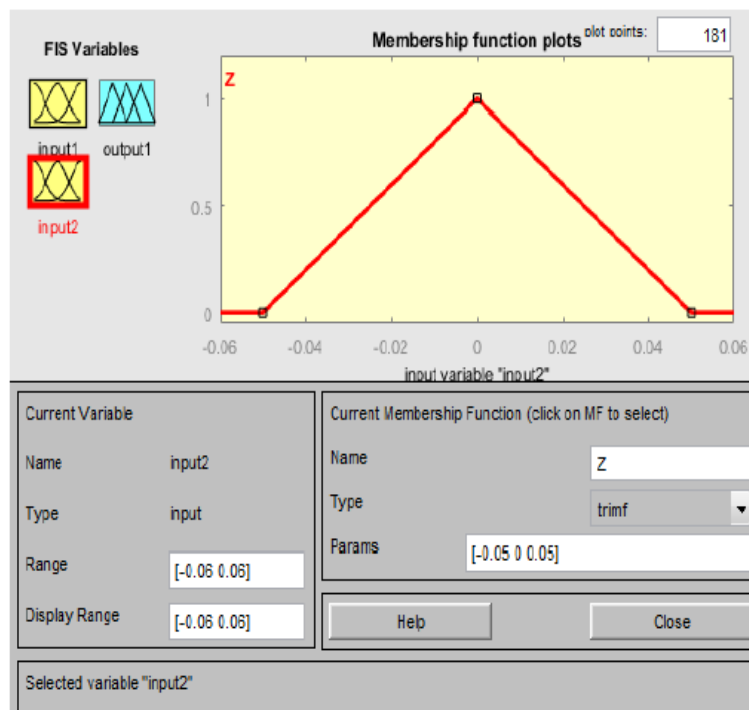 FIS Variables
Membership function plots
plot points:
181
Z
1
0.5
0
input1
output1
input2
-0.06
-0.04
-0.02
0
0.02
0.04
0.06
input variable "input2"
Current Variable
Name
input2
Type
input
Range
[-0.06 0.06]
Display Range
[-0.06 0.06]
Current Membership Function (click on MF to select)
Name
Z
Type
trimf
Params
[-0.05 0 0.05]
Help
Close
Selected variable "input2"